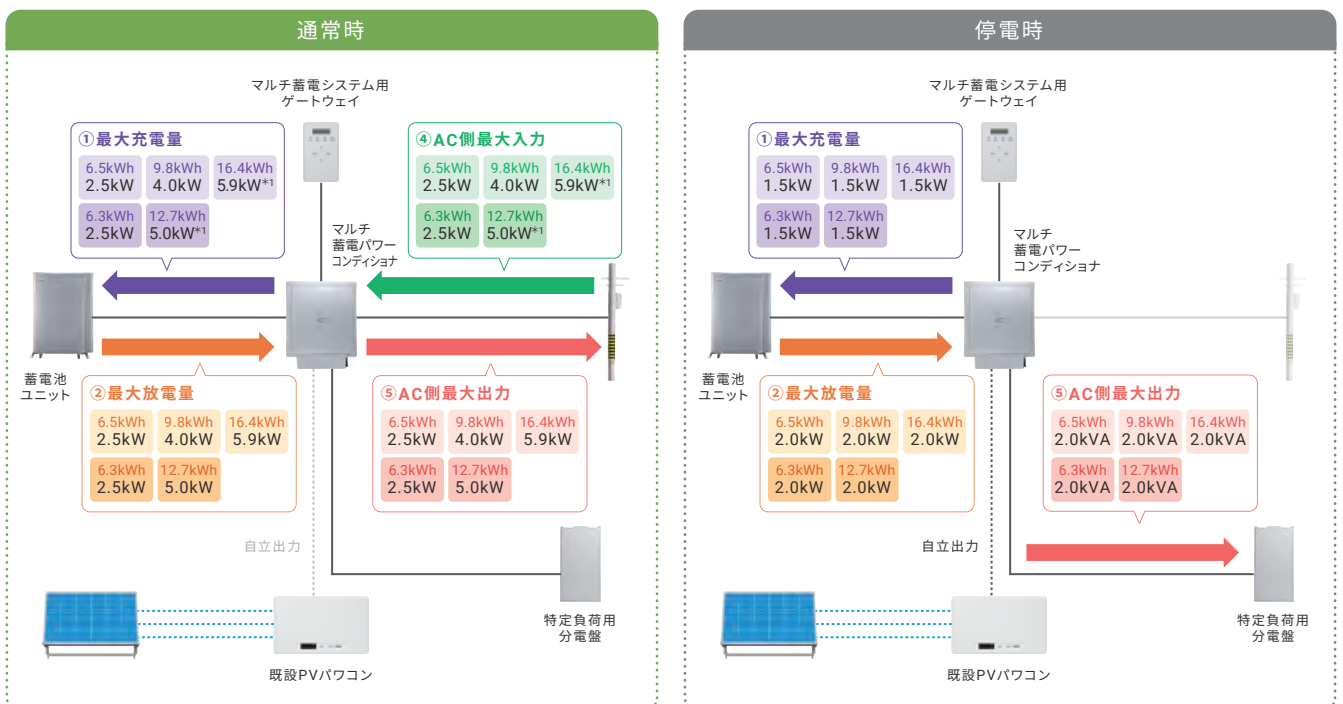 通常時
マルチ蓄電システム用
ゲートウェイ
①最大充電量
6.5kWh 9.8kWh 16.4kWh
2.5kW 4.0kW 5.9kW*1
6.3kWh 12.7kWh
2.5kW 5.0kW*1
④AC側最大入力
6.5kWh 9.8kWh 16.4kWh
2.5kW 4.0kW 5.9kW*1
6.3kWh 12.7kWh
2.5kW 5.0kW*1
マルチ
蓄電パワー
コンディショナ
蓄電池
ユニット
②最大放電量
6.5kWh 9.8kWh 16.4kWh
2.5kW 4.0kW 5.9kW
6.3kWh 12.7kWh
2.5kW 5.0kW
⑤AC側最大出力
6.5kWh 9.8kWh 16.4kWh
2.5kW 4.0kW 5.9kW
6.3kWh 12.7kWh
2.5kW 5.0kW
自立出力
特定負荷用
分電盤
既設PVパワコン
停電時
マルチ蓄電システム用
ゲートウェイ
①最大充電量
6.5kWh 9.8kWh 16.4kWh
1.5kW 1.5kW 1.5kW
6.3kWh 12.7kWh
1.5kW 1.5kW
マルチ
蓄電パワー
コンディショナ
蓄電池
ユニット
②最大放電量
6.5kWh 9.8kWh 16.4kWh
2.0kW 2.0kW 2.0kW
6.3kWh 12.7kWh
2.0kW 2.0kW
⑤AC側最大出力
6.5kWh 9.8kWh 16.4kWh
2.0kVA 2.0kVA 2.0kVA
6.3kWh 12.7kWh
2.0kVA 2.0kVA
自立出力
特定負荷用
分電盤
既設PVパワコン